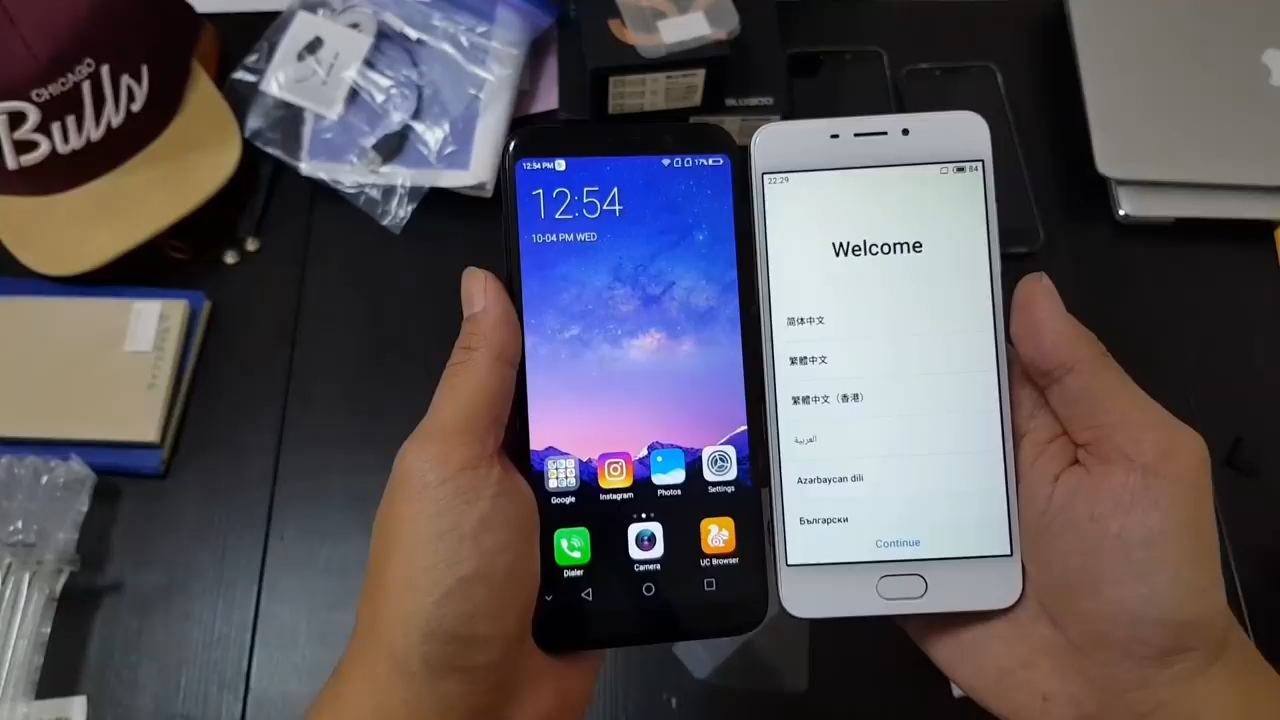 CHICAGO
Bulls
BLUBOO
12:54 PM
17%
12:54
10-04 PM WED
Google
Instagram
Photos
Settings
Dialer
Camera
UC Browser
22:29
84
Welcome
简体中文
繁體中文
繁體中文（香港）
العربية
Azərbaycan dili
Български
Continue